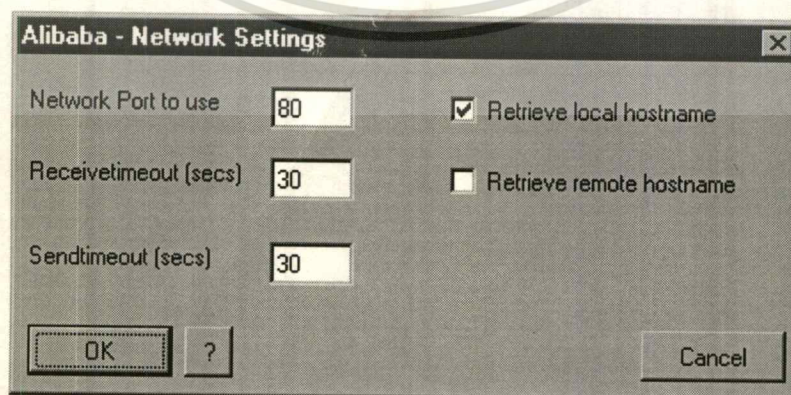 Alibaba - Network Settings
Network Port to use 80
Retrieve local hostname
Receivetimeout (secs) 30
Retrieve remote hostname
Sendtimeout (secs) 30
OK ? Cancel